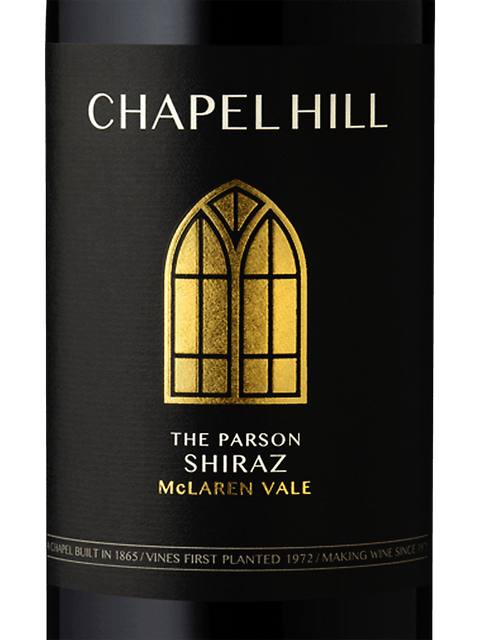 CHAPEL HILL
THE PARSON
SHIRAZ
McLAREN VALE
CHAPEL BUILT IN 1865 / VINES FIRST PLANTED 1972 / MAKING WINE SINCE